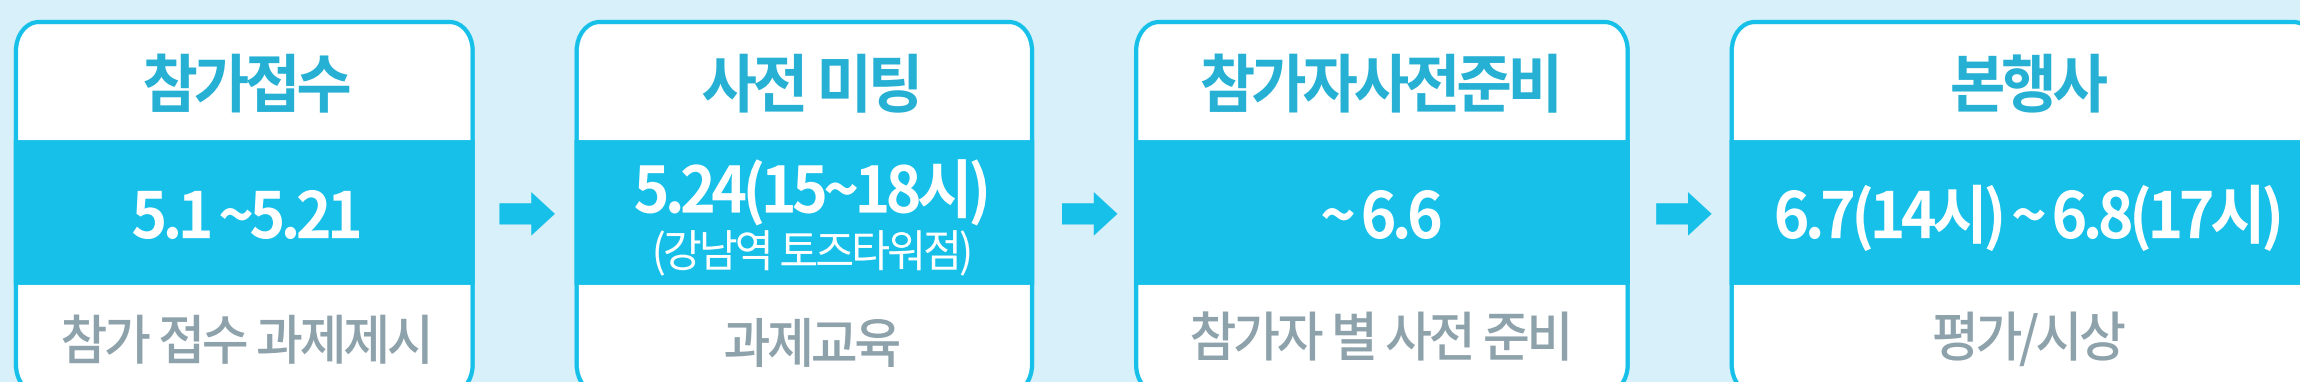 참가접수
5.1 ~5.21
참가 접수 과제제시
사전 미팅
5.24(15~18시)
(강남역 토즈타워점)
과제교육
참가자사전준비
~ 6.6
참가자 별 사전 준비
본행사
6.7(14시) ~ 6.8(17시)
평가/시상